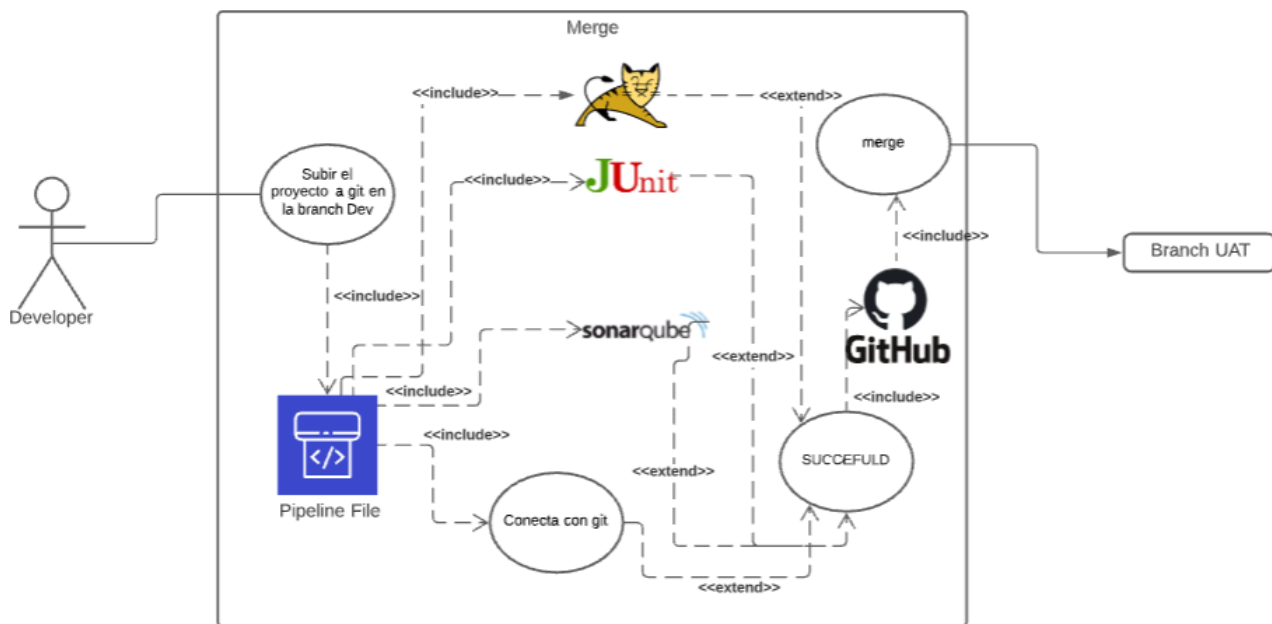 Merge
<<include>>
<<extend>>
merge
Subir el
proyecto a git en
la branch Dev
<<include>>
JUnit
<<include>>
Branch UAT
Developer
<<include>>
sonarqube
<<extend>>
GitHub
<<include>>
<<include>>
<<include>>
<<extend>>
SUCCEFULD
Pipeline File
Conecta con git
<<extend>>